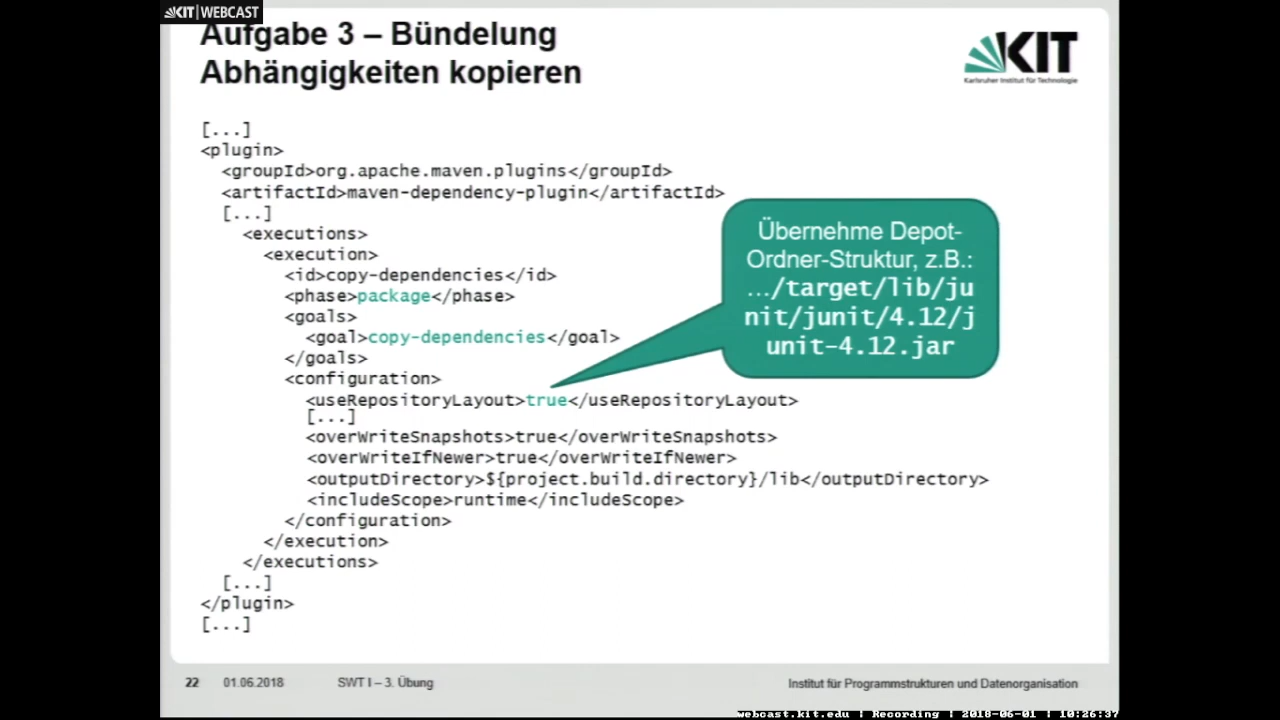 KIT WEBCAST
Aufgabe 3 – Bündelung
Abhängigkeiten kopieren
KIT
Karlsruher Institut für Technologie
[...]
<plugin>
<groupId>org.apache.maven.plugins</groupId>
<artifactId>maven-dependency-plugin</artifactId>
[...]
<executions>
<execution>
<id>copy-dependencies</id>
<phase>package</phase>
<goals>
<goal>copy-dependencies</goal>
</goals>
<configuration>
<useRepositoryLayout>true</useRepositoryLayout>
[...]
<overWriteSnapshots>true</overWriteSnapshots>
<overWriteIfNewer>true</overWriteIfNewer>
<outputDirectory>${project.build.directory}/lib</outputDirectory>
<includeScope>runtime</includeScope>
</configuration>
</execution>
</executions>
[...]
</plugin>
[...]
Übernehme Depot-
Ordner-Struktur, z.B.:
…/target/lib/ju
nit/junit/4.12/j
unit-4.12.jar
22 01.06.2018 SWT I – 3. Übung Institut für Programmstrukturen und Datenorganisation
webcast.kit.edu | Recording | 2018-06-01 | 10:26:37